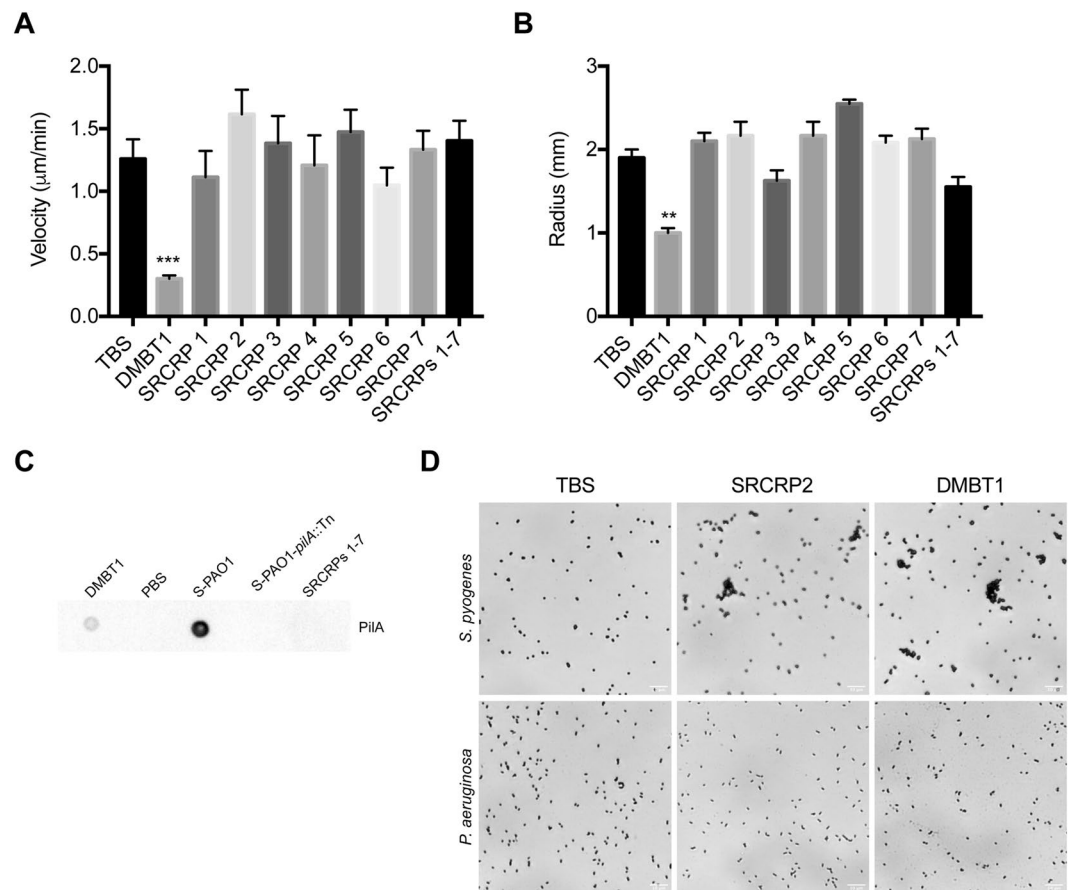 A
Velocity (μm/min)
2.0
1.5
1.0
0.5
0.0
***
TBS
DMBT1
SRCRP 1
SRCRP 2
SRCRP 3
SRCRP 4
SRCRP 5
SRCRP 6
SRCRP 7
SRCRPs 1-7
B
Radius (mm)
3
2
1
0
**
TBS
DMBT1
SRCRP 1
SRCRP 2
SRCRP 3
SRCRP 4
SRCRP 5
SRCRP 6
SRCRP 7
SRCRPs 1-7
C
DMBT1
PBS
S-PAO1
S-PAO1-pilA::Tn
SRCRPs 1-7
PilA
D
TBS
SRCRP2
DMBT1
S. pyogenes
P. aeruginosa